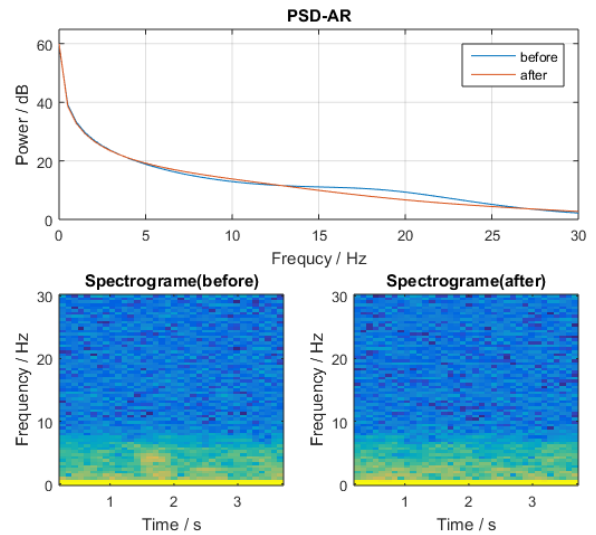 PSD-AR
60
40
20
0
Power / dB
before
after
0 5 10 15 20 25 30
Frequcy / Hz
Spectrograme(before)
30
20
10
0
Frequency / Hz
1 2 3
Time / s
Spectrograme(after)
30
20
10
0
Frequency / Hz
1 2 3
Time / s